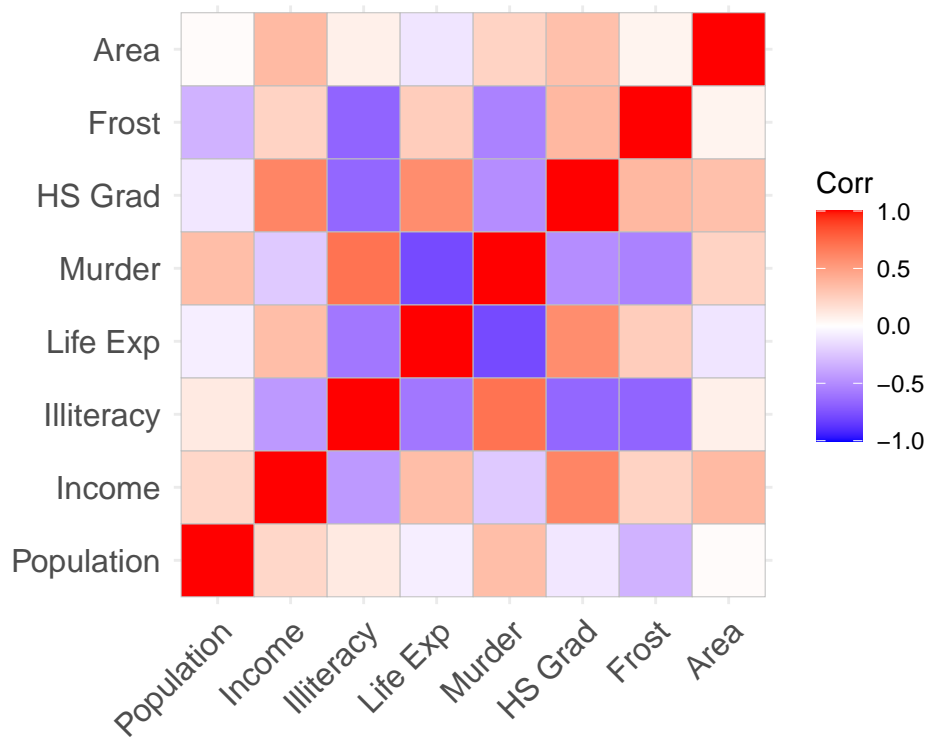 Area
Frost
HS Grad
Murder
Life Exp
Illiteracy
Income
Population
Population
Income
Illiteracy
Life Exp
Murder
HS Grad
Frost
Area
Corr
1.0
0.5
0.0
−0.5
−1.0